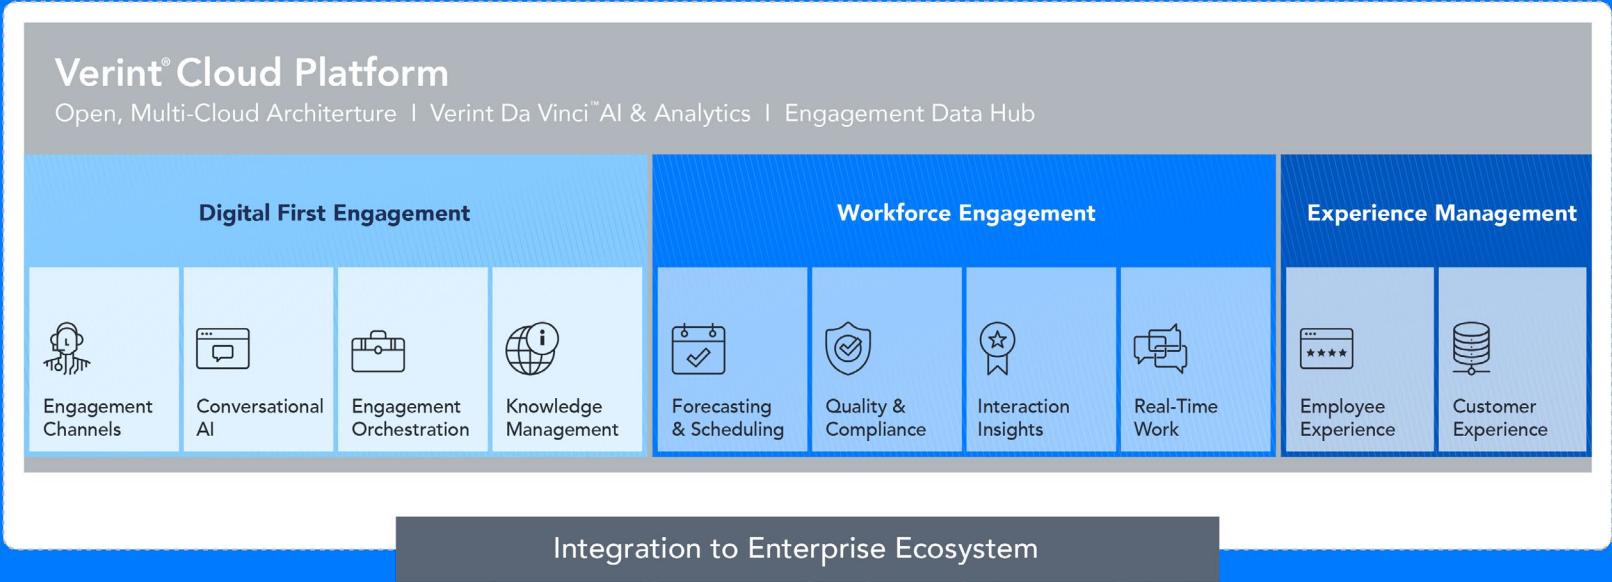 Verint® Cloud Platform
Open, Multi-Cloud Architerture | Verint Da Vinci™ AI & Analytics | Engagement Data Hub
Digital First Engagement
Workforce Engagement
Experience Management
Engagement
Channels
Conversational
AI
Engagement
Orchestration
Knowledge
Management
Forecasting
& Scheduling
Quality &
Compliance
Interaction
Insights
Real-Time
Work
Employee
Experience
Customer
Experience
Integration to Enterprise Ecosystem